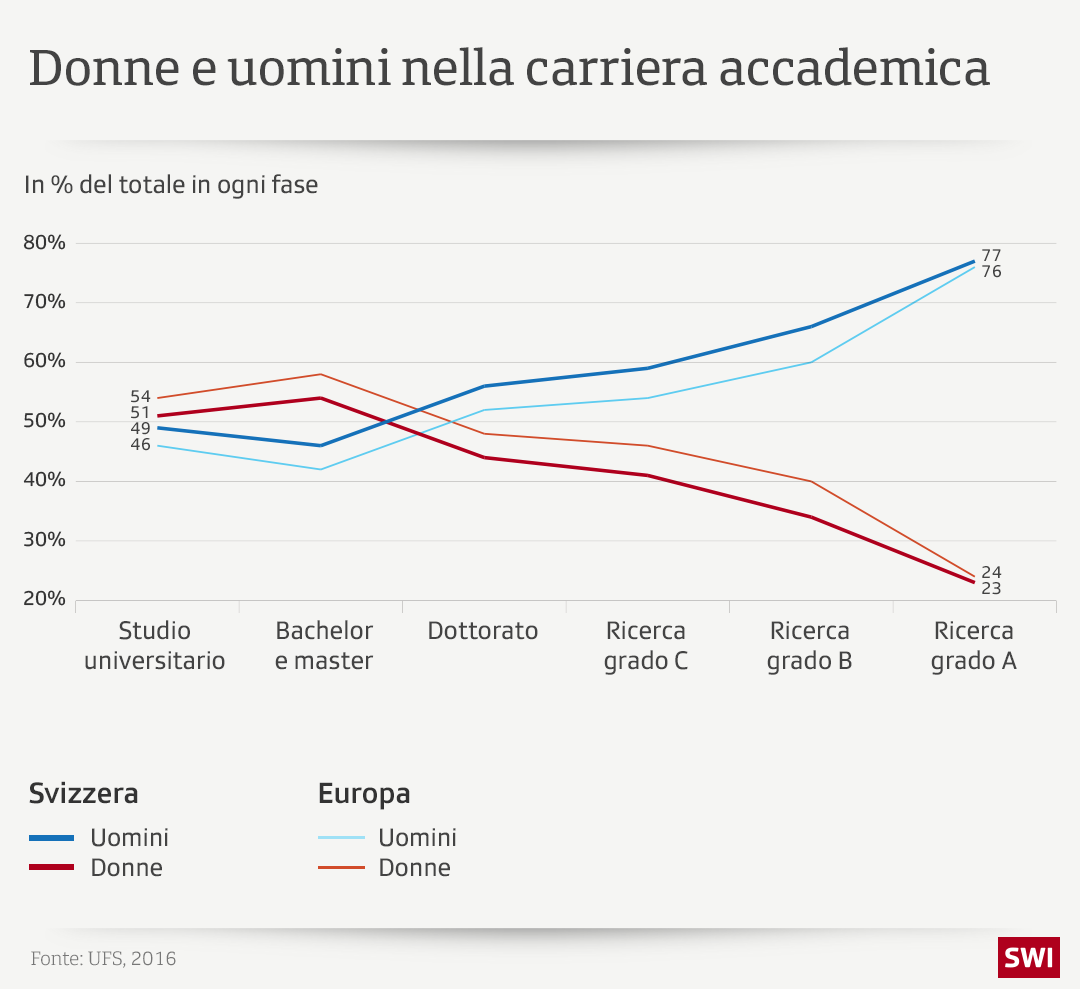 Donne e uomini nella carriera accademica
In % del totale in ogni fase
80%
70%
60%
50%
40%
30%
20%
54
51
49
46
77
76
24
23
Studio
universitario
Bachelor
e master
Dottorato
Ricerca
grado C
Ricerca
grado B
Ricerca
grado A
Svizzera
Uomini
Donne
Europa
Uomini
Donne
Fonte: UFS, 2016
SWI